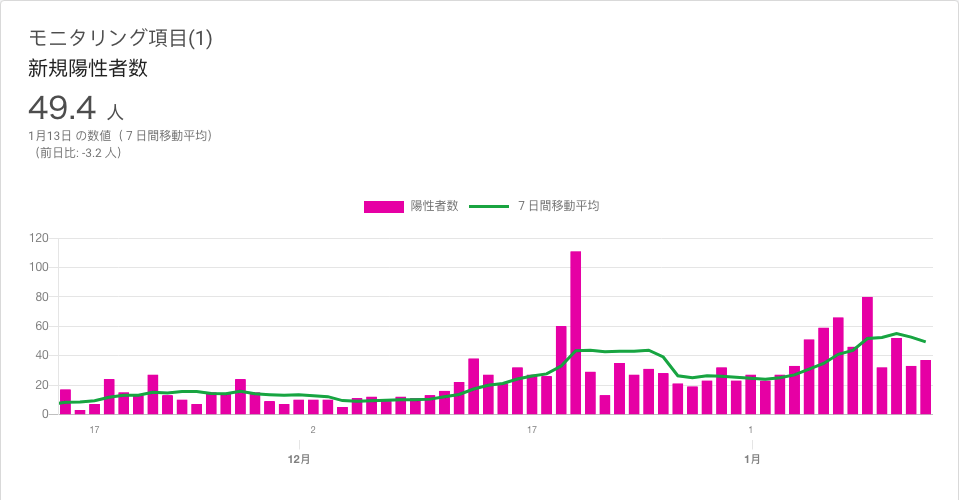 モニタリング項目(1)
新規陽性者数
49.4 人
1月13日 の数値（７日間移動平均）
（前日比: -3.2 人）
陽性者数 ７日間移動平均
120
100
80
60
40
20
0
17 2 17 1
12月 1月